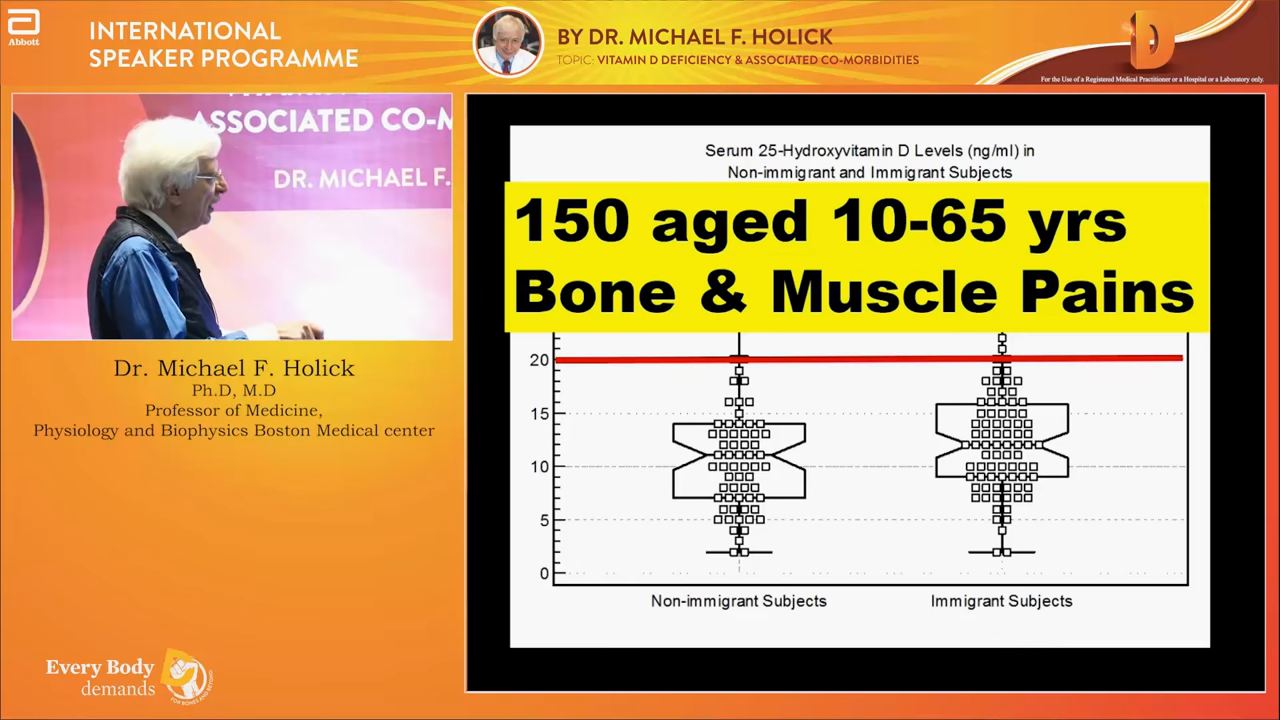 Abbott
INTERNATIONAL
SPEAKER PROGRAMME
BY DR. MICHAEL F. HOLICK
TOPIC: VITAMIN D DEFICIENCY & ASSOCIATED CO-MORBIDITIES
D
For the Use of a Registered Medical Practitioner or a Hospital or a Laboratory only.
ASSOCIATED CO-M
DR. MICHAEL F.
Dr. Michael F. Holick
Ph.D, M.D
Professor of Medicine,
Physiology and Biophysics Boston Medical center
Every Body
demands
FOR BONES AND BEYOND
Serum 25-Hydroxyvitamin D Levels (ng/ml) in
Non-immigrant and Immigrant Subjects
150 aged 10-65 yrs
Bone & Muscle Pains
20
15
10
5
0
Non-immigrant Subjects
Immigrant Subjects